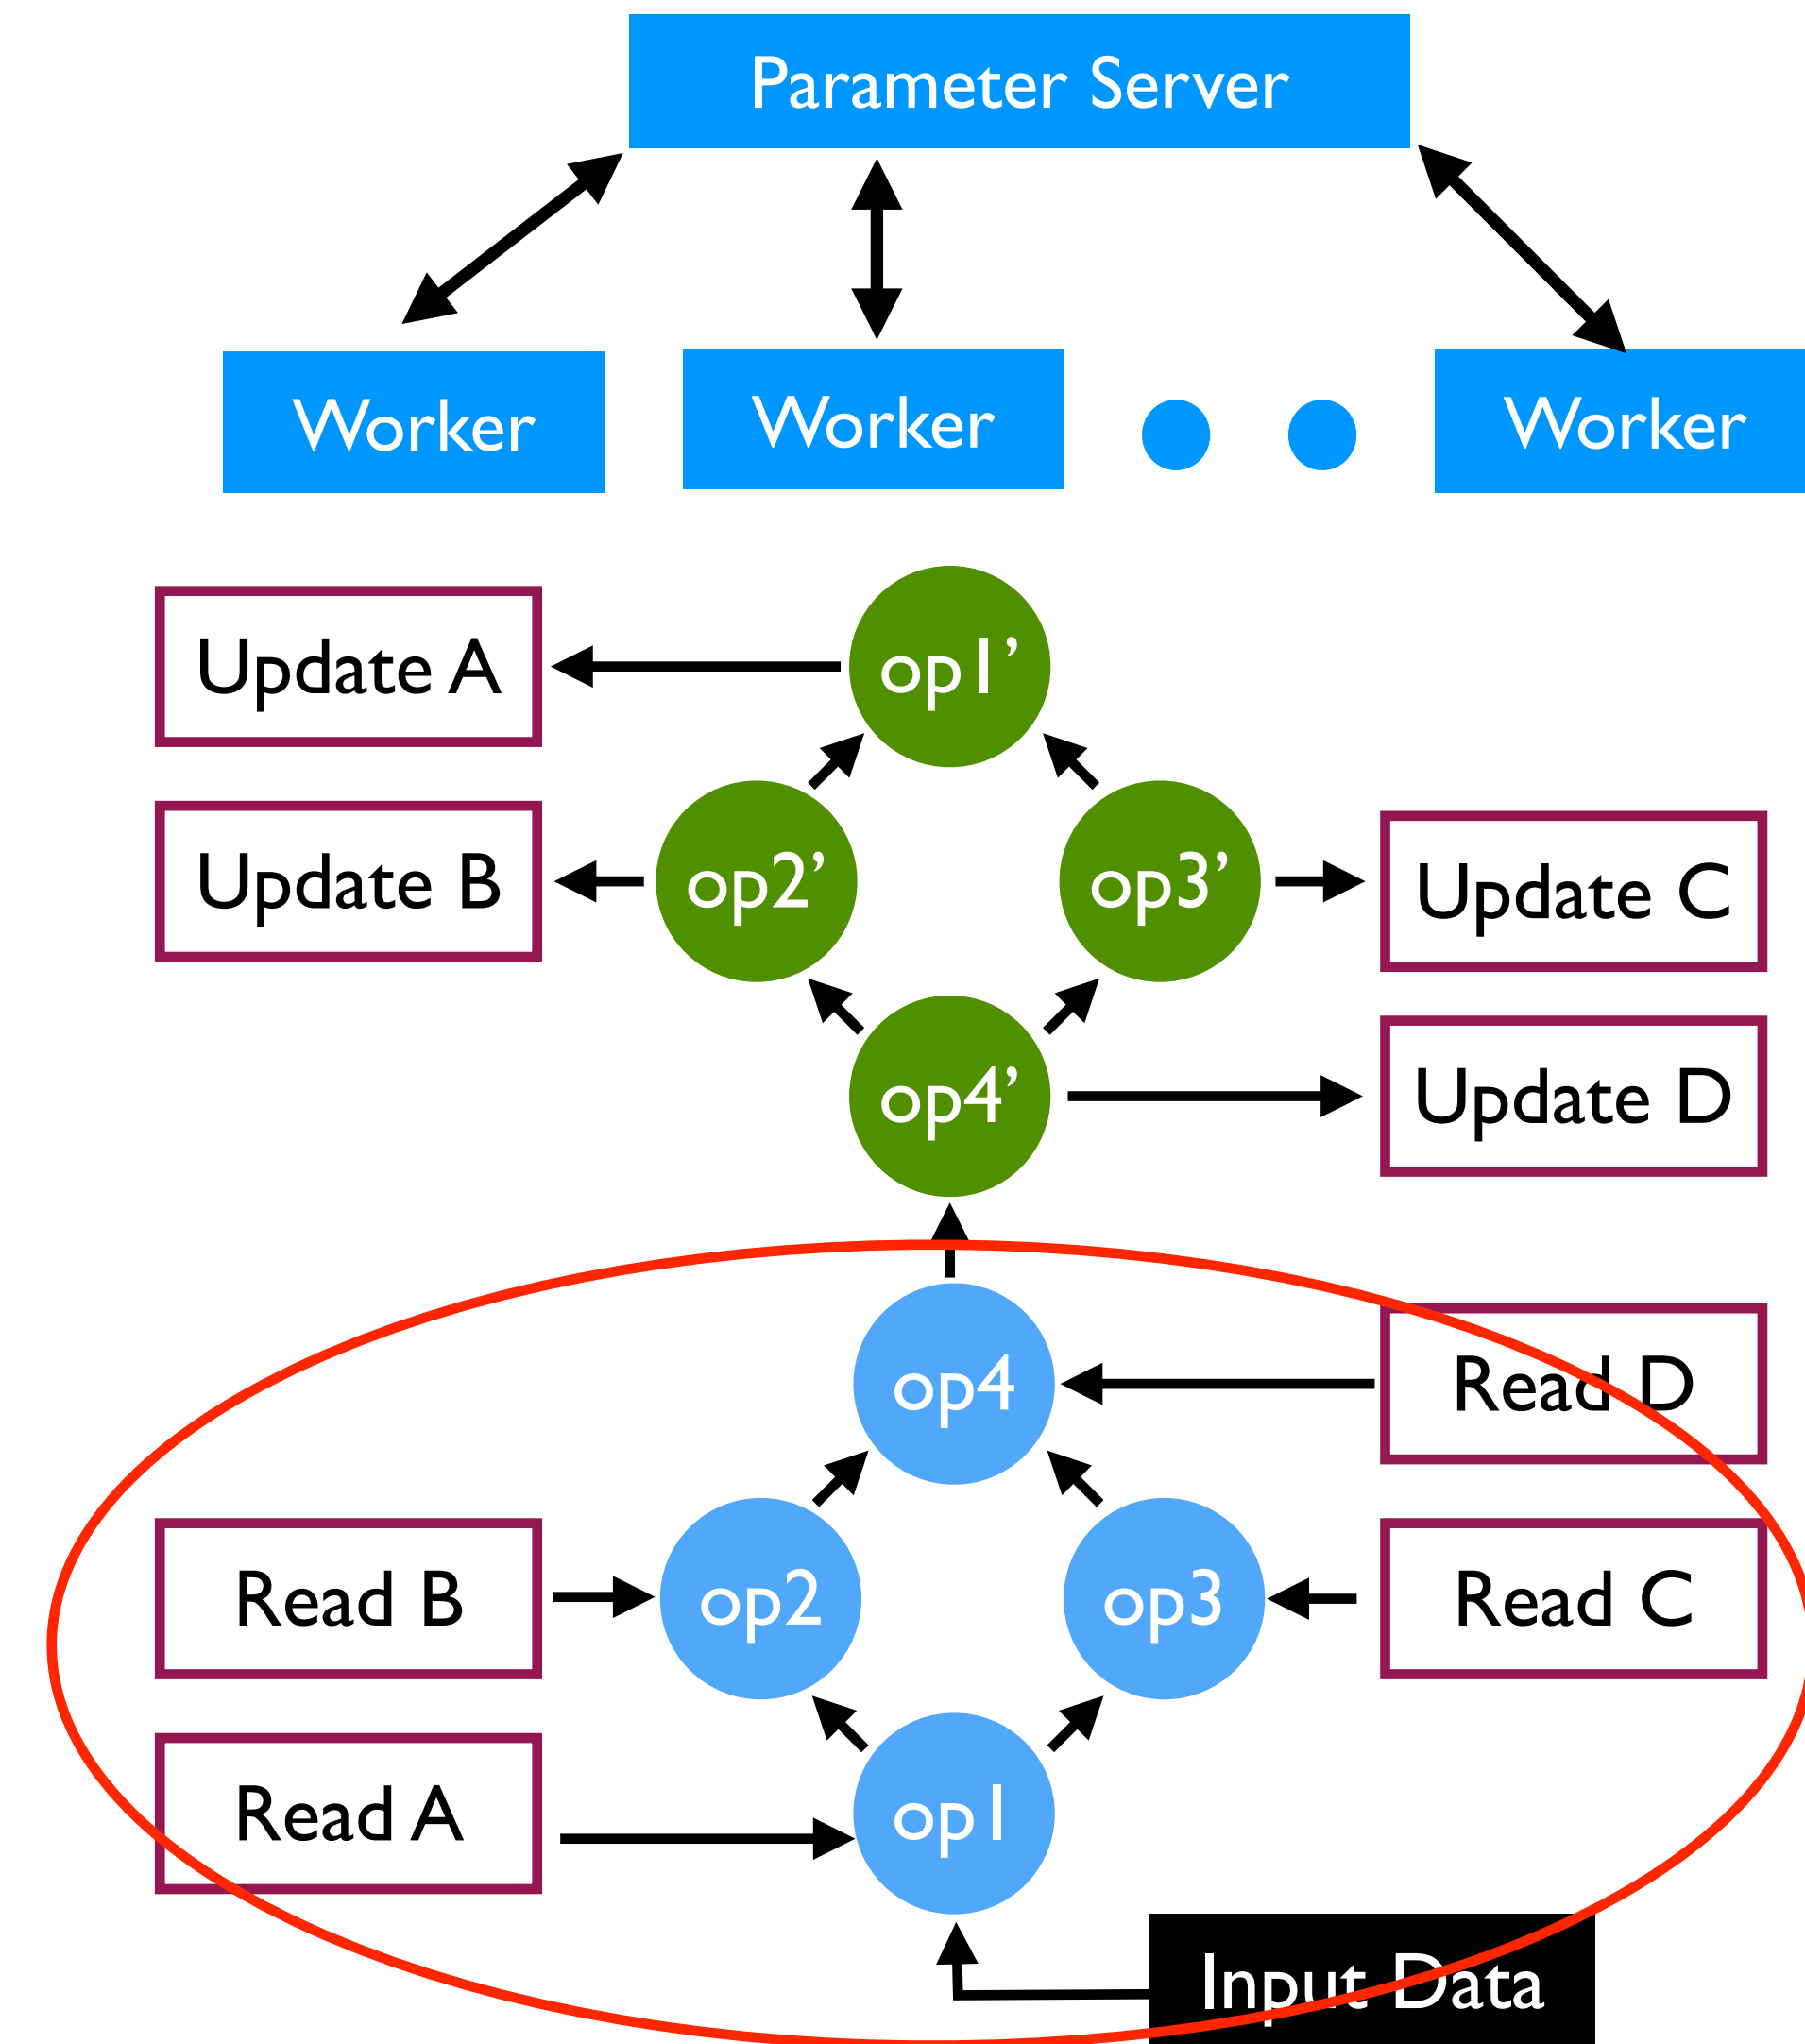 Parameter Server
Worker
Worker
Worker
Update A
op1'
Update B
op2'
op3'
Update C
op4'
Update D
op4
Read D
Read B
op2
op3
Read C
Read A
op1
Input Data